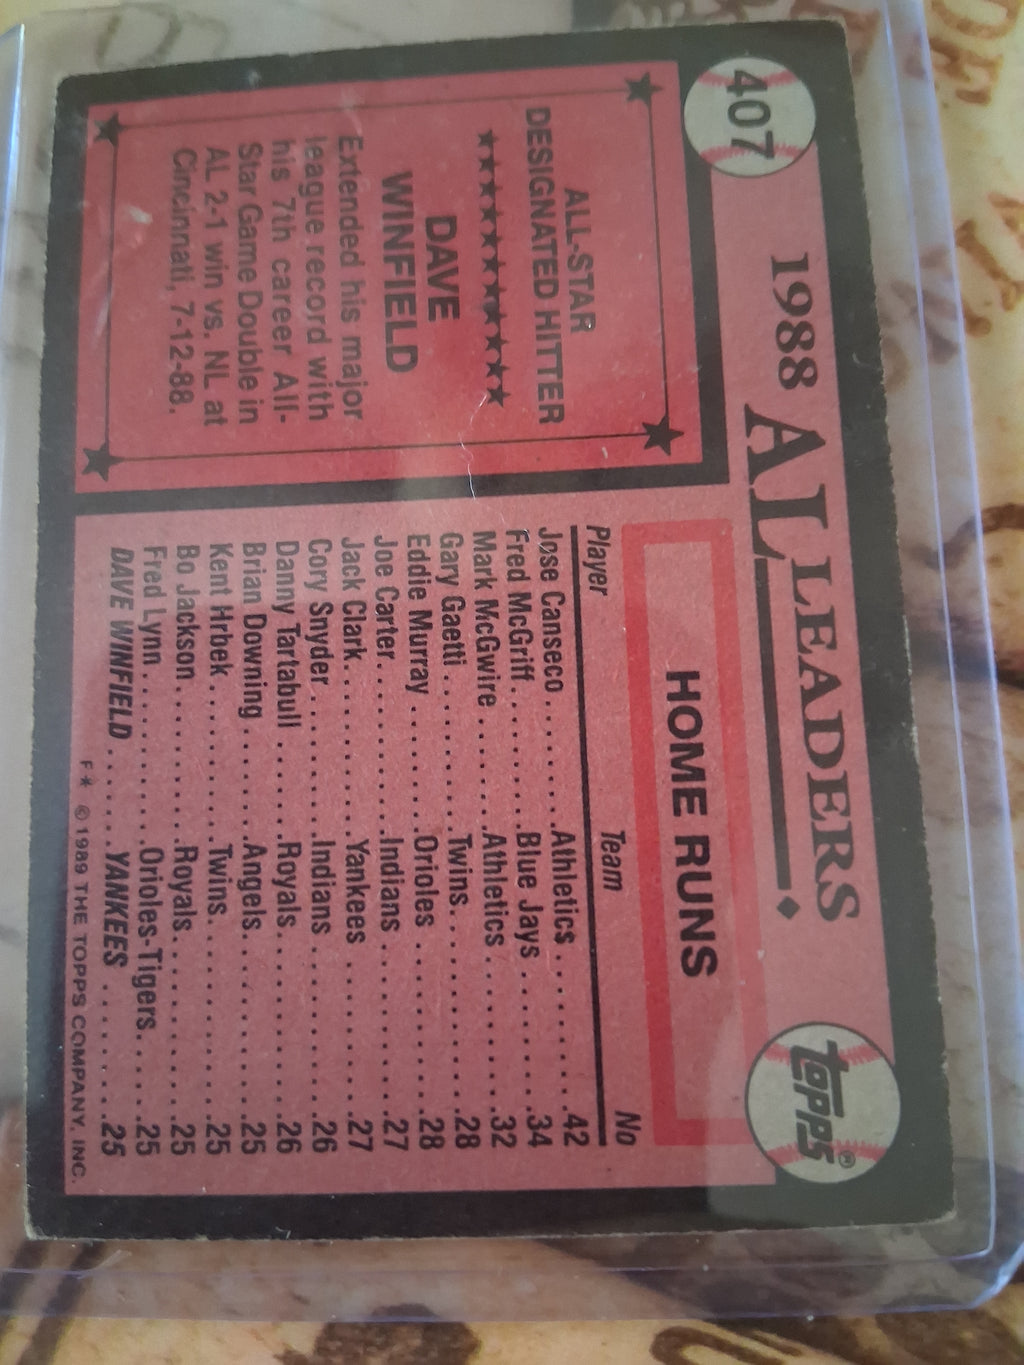 407
1988 AL LEADERS
TOPPS®
ALL-STAR
DESIGNATED HITTER
DAVE
WINFIELD
Extended his major
league record with
his 7th career All-
Star Game Double in
AL 2-1 win vs. NL at
Cincinnati, 7-12-88.
HOME RUNS
Player Team No
Jose Canseco.........Athletics.........42
Fred McGriff.........Blue Jays.........34
Mark McGwire.........Athletics.........32
Gary Gaetti.........Twins.........28
Eddie Murray.........Orioles.........28
Joe Carter.........Indians.........27
Jack Clark.........Yankees.........27
Cory Snyder.........Indians.........26
Danny Tartabull.........Royals.........26
Brian Downing.........Angels.........25
Kent Hrbek.........Twins.........25
Bo Jackson.........Royals.........25
Fred Lynn.........Orioles-Tigers.........25
DAVE WINFIELD.........YANKEES.........25
F* © 1989 THE TOPPS COMPANY, INC.